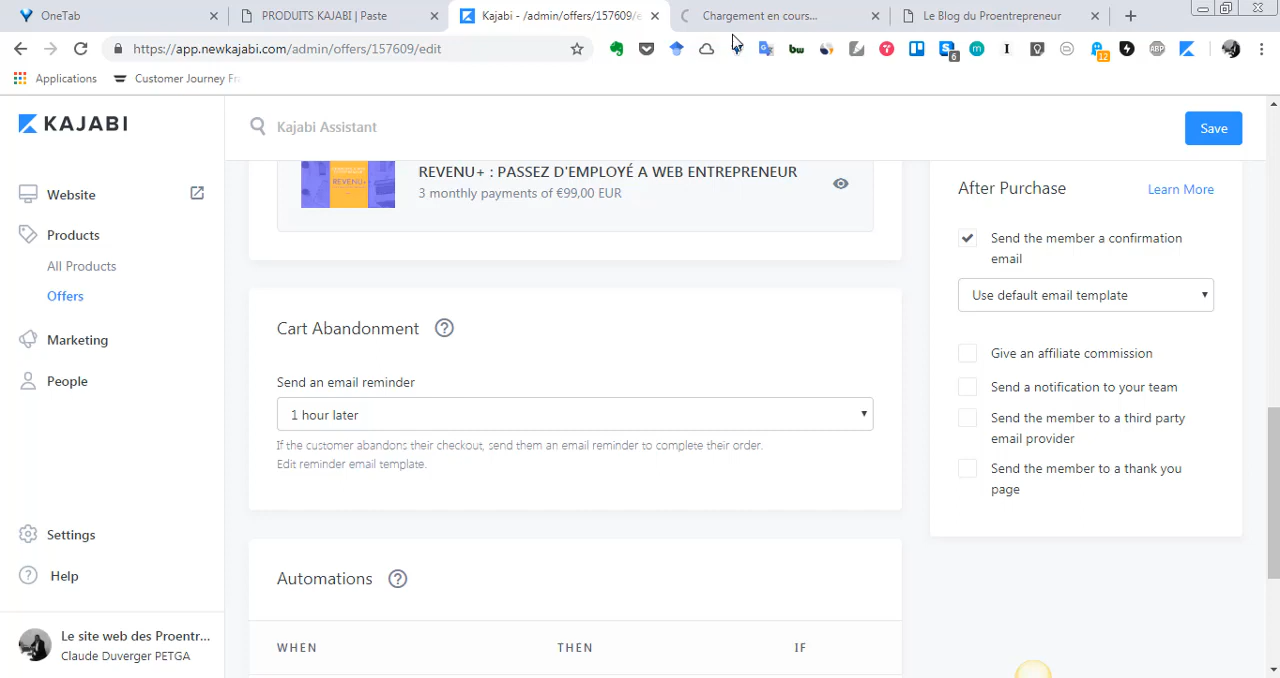 OneTab
PRODUITS KAJABI | Paste
Kajabi - /admin/offers/157609/e
Chargement en cours...
Le Blog du Proentrepreneur
https://app.newkajabi.com/admin/offers/157609/edit
bw
6
m
I
12
ABP
Applications
Customer Journey Fr
KAJABI
Kajabi Assistant
Save
Website
Products
All Products
Offers
Marketing
People
Settings
Help
Le site web des Proentr...
Claude Duverger PETGA
REVENU+
REVENU+ : PASSEZ D'EMPLOYÉ A WEB ENTREPRENEUR
3 monthly payments of €99,00 EUR
Cart Abandonment ?
Send an email reminder
1 hour later
If the customer abandons their checkout, send them an email reminder to complete their order.
Edit reminder email template.
Automations ?
WHEN THEN IF
After Purchase Learn More
Send the member a confirmation
email
Use default email template
Give an affiliate commission
Send a notification to your team
Send the member to a third party
email provider
Send the member to a thank you
page